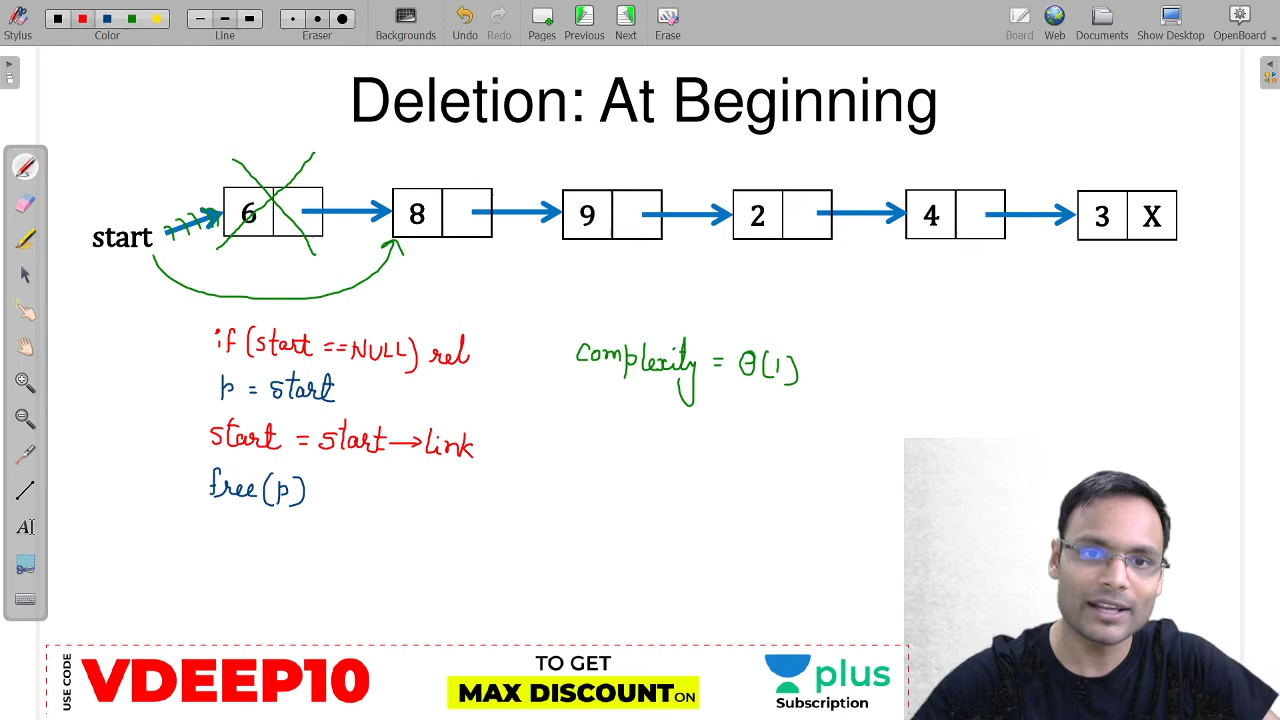 Stylus
Color
Line
Eraser
Backgrounds
Undo
Redo
Pages
Previous
Next
Erase
Board
Web
Documents
Show Desktop
OpenBoard
Deletion: At Beginning
start
6
8
9
2
4
3 X
if (start == NULL) ret
p = start
start = start → link
free(p)
complexity = θ(1)
USE CODE
VDEEP10
TO GET
MAX DISCOUNT ON
plus
Subscription